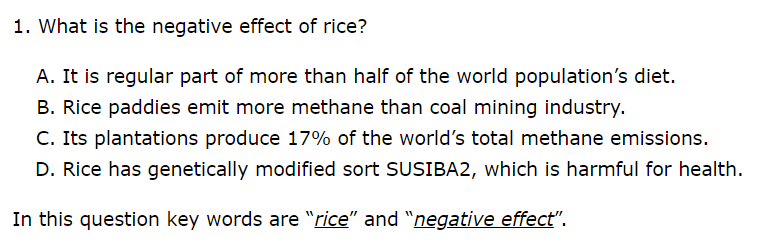 1. What is the negative effect of rice?
A. It is regular part of more than half of the world population’s diet.
B. Rice paddies emit more methane than coal mining industry.
C. Its plantations produce 17% of the world’s total methane emissions.
D. Rice has genetically modified sort SUSIBA2, which is harmful for health.
In this question key words are “rice” and “negative effect”.